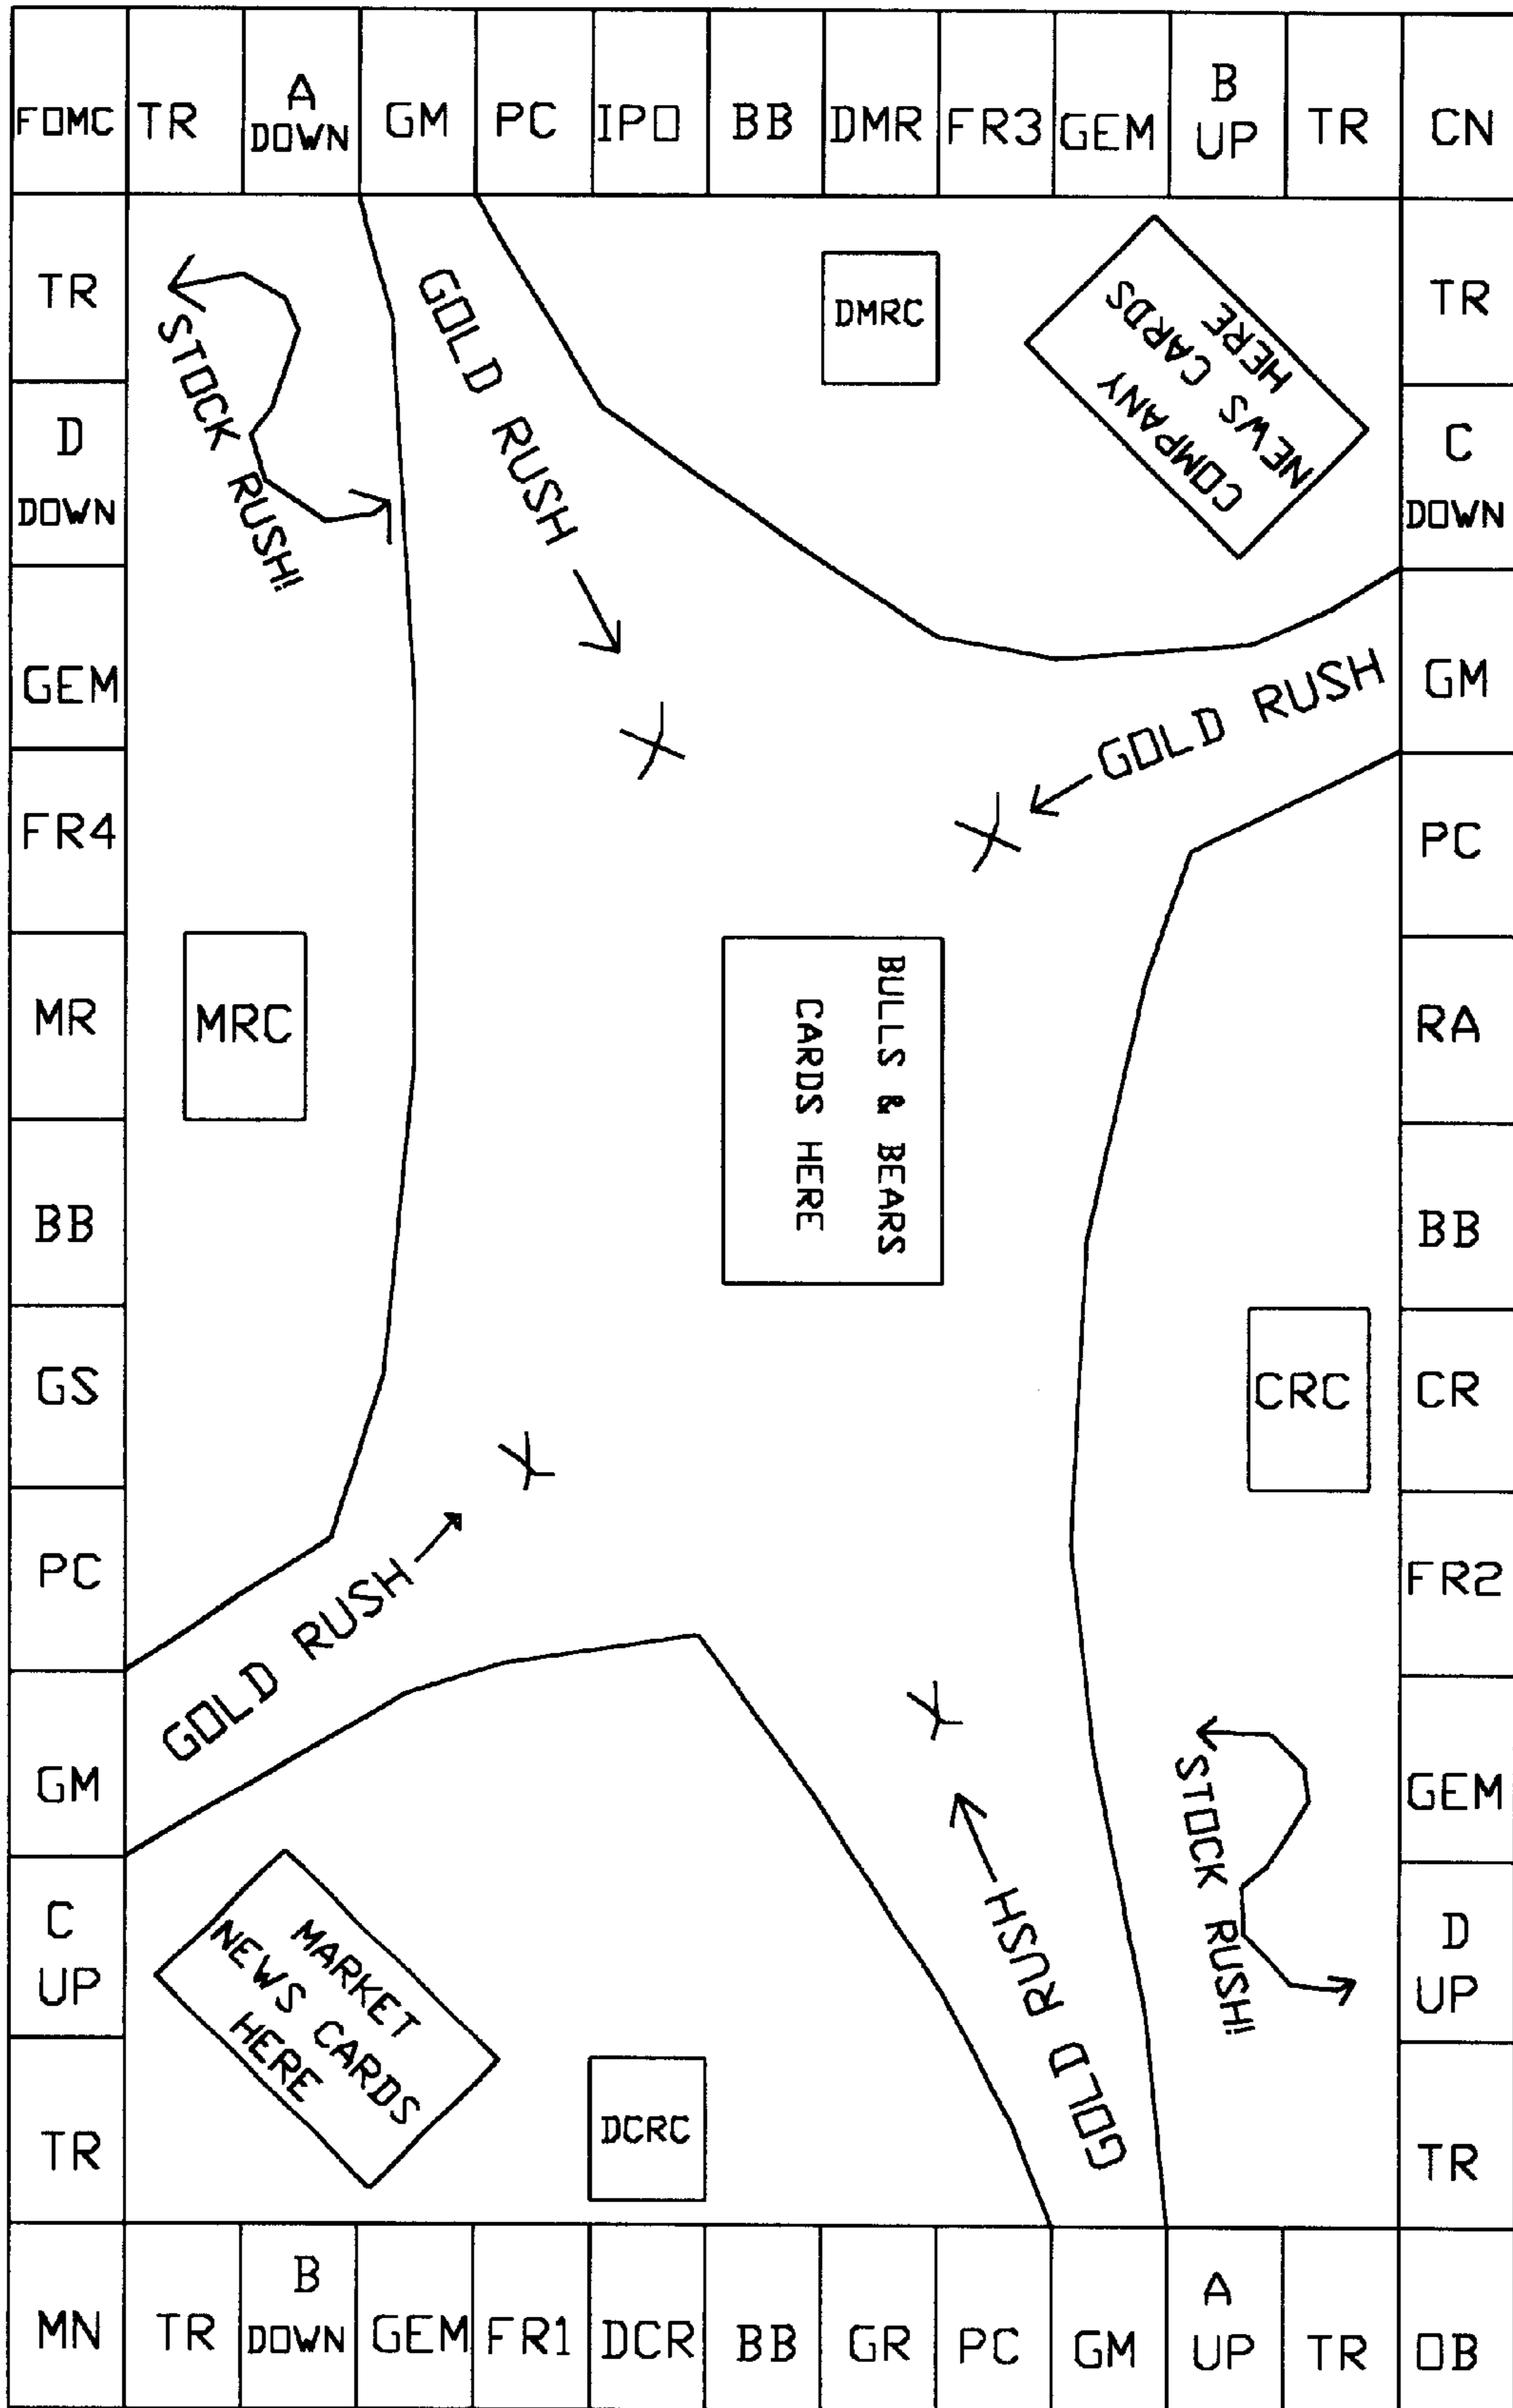 FOMC
TR
A
DOWN
GM
PC
IPO
BB
DMR
FR3
GEM
B
UP
TR
CN
TR
D
DOWN
GEM
FR4
MR
BB
GS
PC
GM
C
UP
TR
STOCK RUSH!
GOLD RUSH
DMRC
COMPANY
NEWS CARDS
HERE
GOLD RUSH
MRC
BULLS & BEARS
CARDS HERE
CRC
GOLD RUSH
STOCK RUSH!
GOLD RUSH
MARKET
NEWS CARDS
HERE
DCRC
TR
C
DOWN
GM
PC
RA
BB
CR
FR2
GEM
D
UP
TR
MN
TR
B
DOWN
GEM
FR1
DCR
BB
GR
PC
GM
A
UP
TR
OB